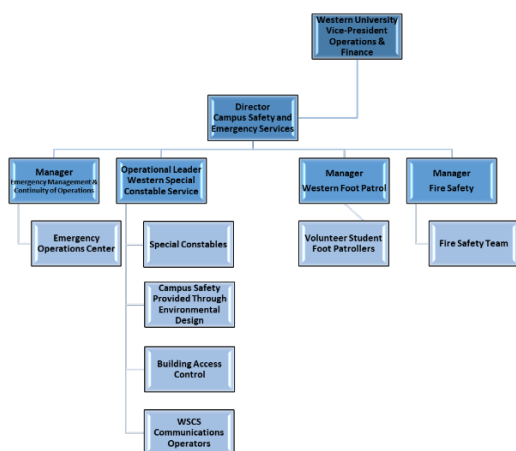 Western University
Vice-President
Operations &
Finance
Director
Campus Safety and
Emergency Services
Manager
Emergency Management &
Continuity of Operations
Operational Leader
Western Special
Constable Service
Manager
Western Foot Patrol
Manager
Fire Safety
Emergency
Operations Center
Special Constables
Volunteer Student
Foot Patrollers
Fire Safety Team
Campus Safety
Provided Through
Environmental
Design
Building Access
Control
WSCS
Communications
Operators